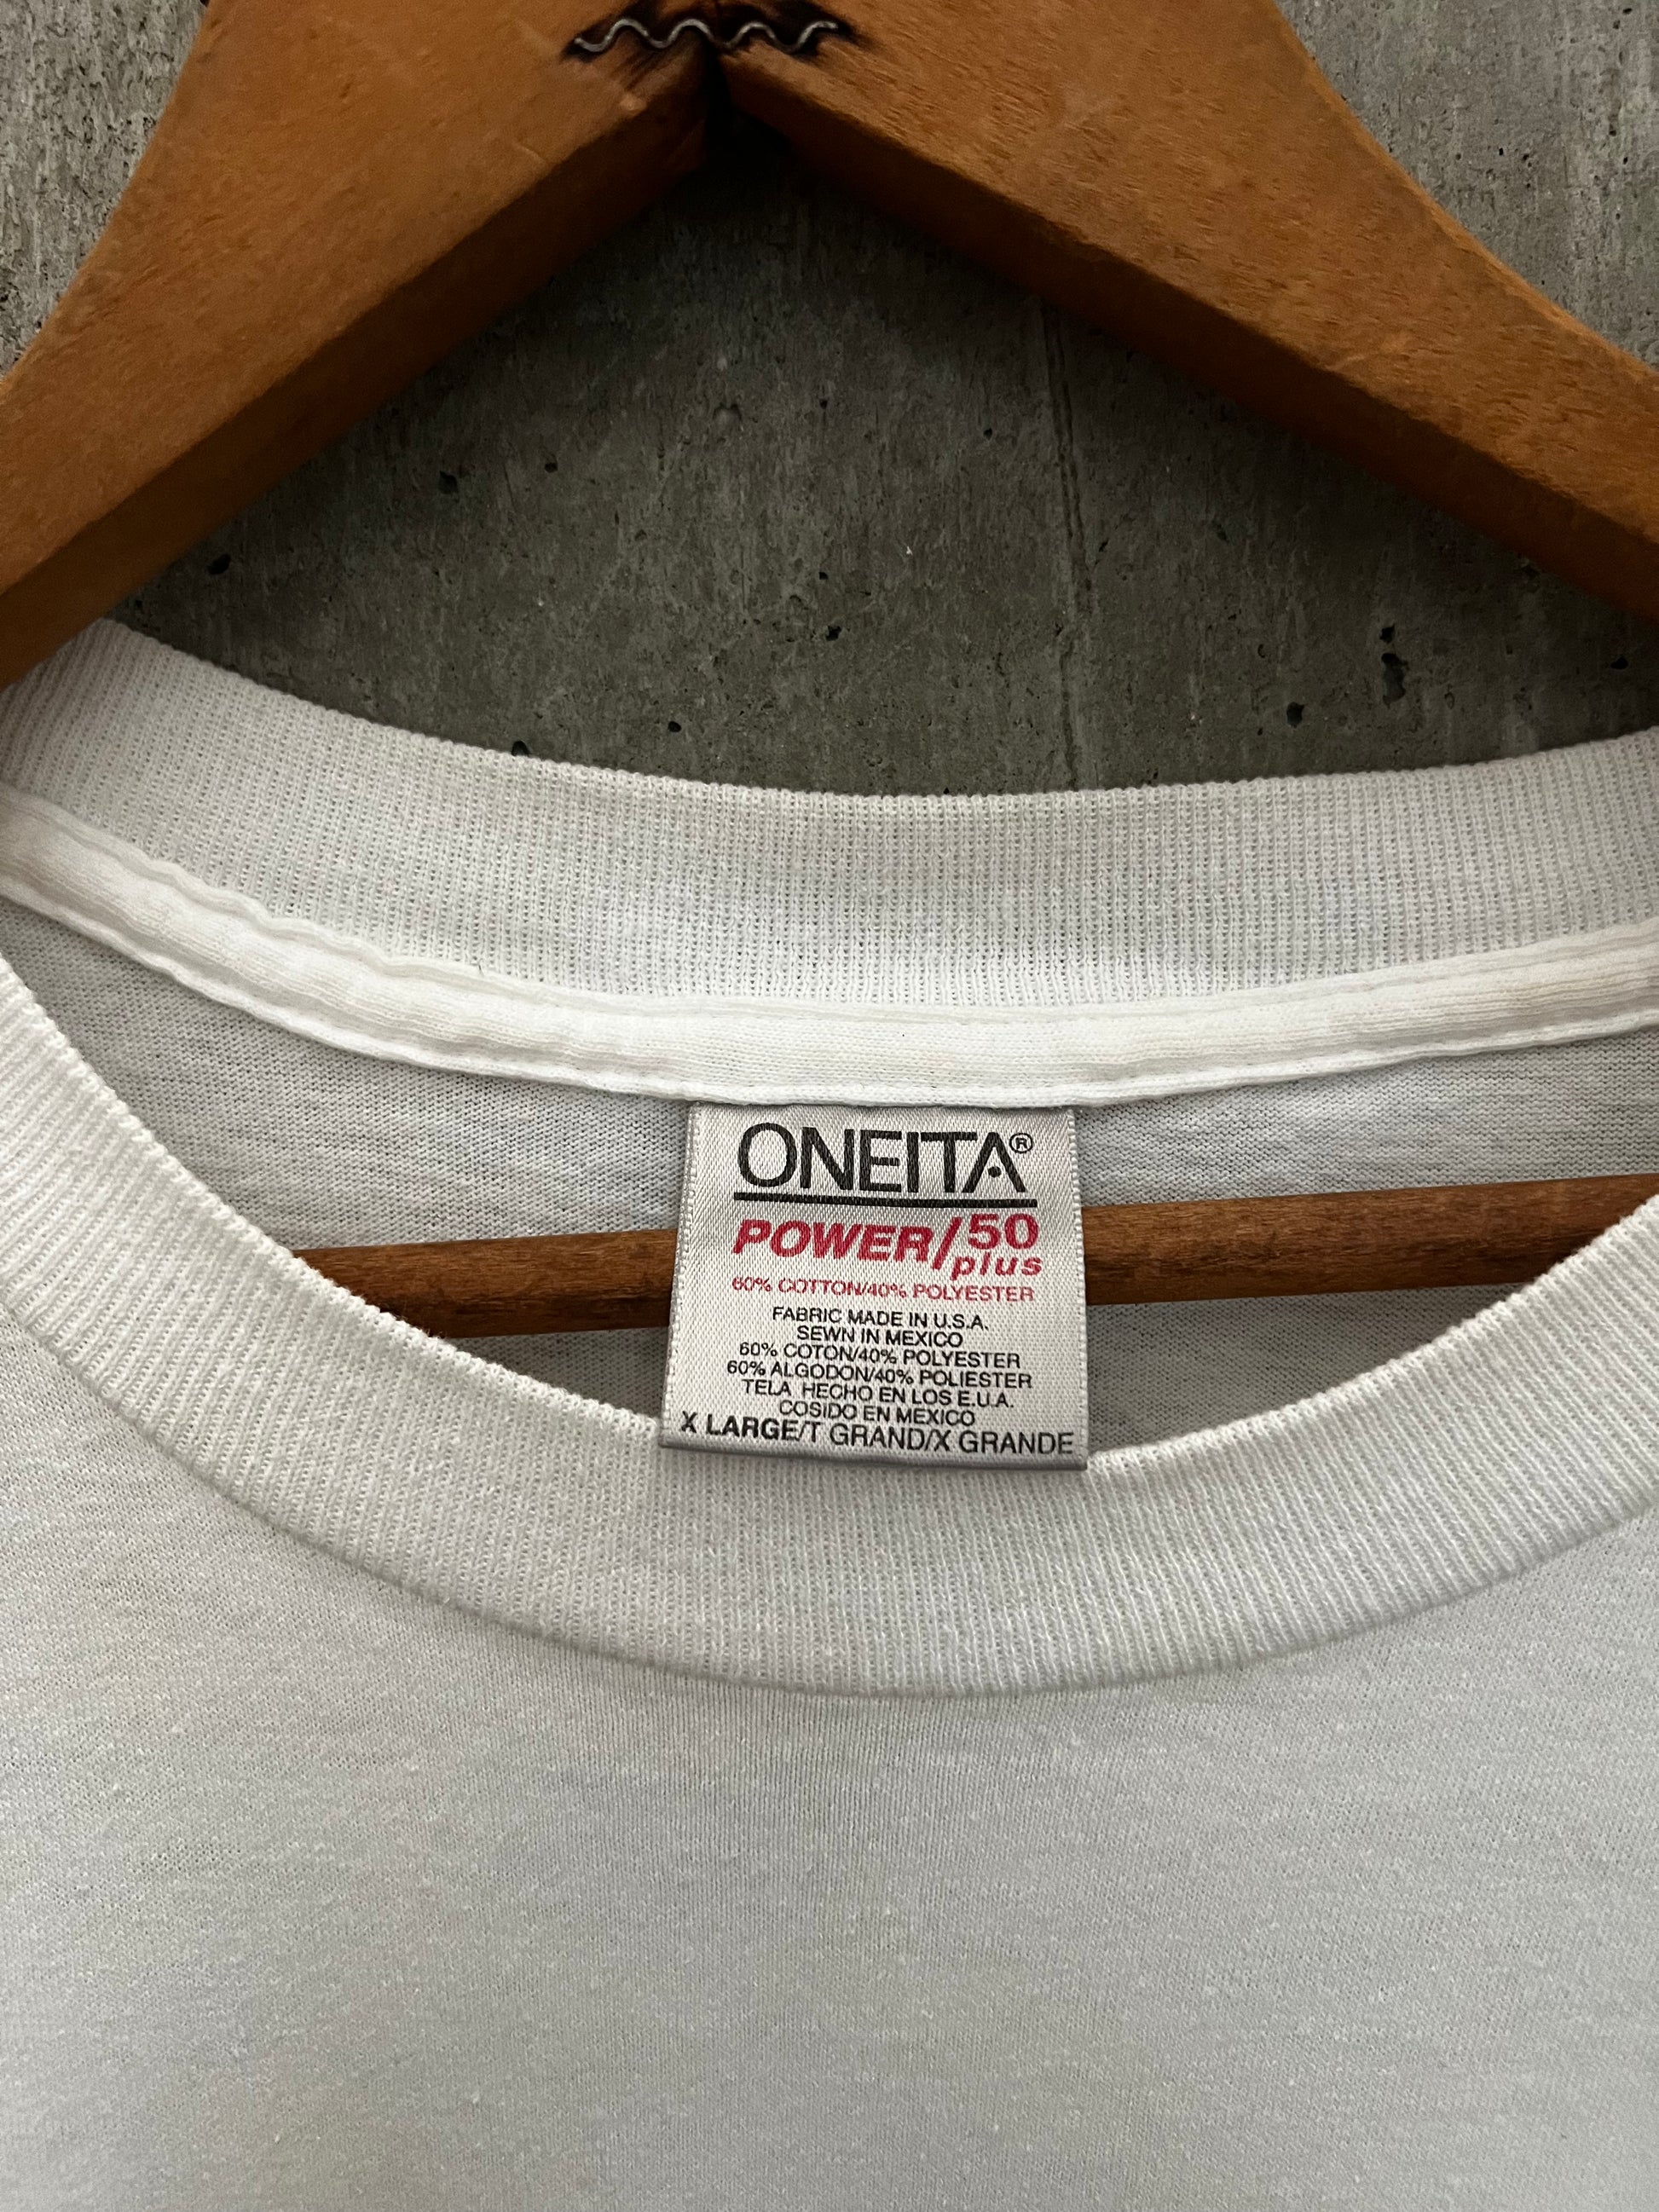 ONEITA®
POWER/50
plus
60% COTTON/40% POLYESTER
FABRIC MADE IN U.S.A.
SEWN IN MEXICO
60% COTON/40% POLYESTER
60% ALGODON/40% POLIESTER
TELA HECHO EN LOS E.U.A.
COSIDO EN MEXICO
X LARGE/T GRAND/X GRANDE